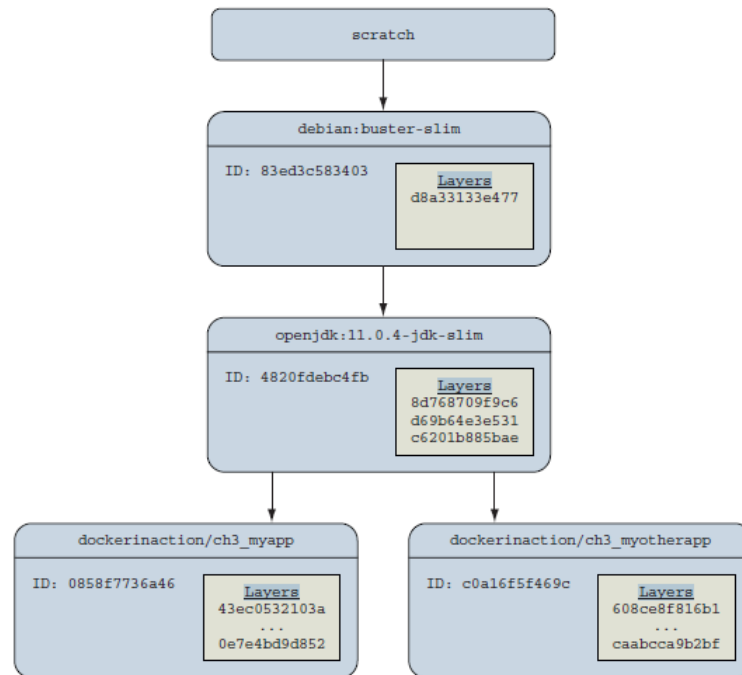 scratch
debian:buster-slim
ID: 83ed3c583403
Layers
d8a33133e477
openjdk:11.0.4-jdk-slim
ID: 4820fdebc4fb
Layers
8d768709f9c6
d69b64e3e531
c6201b885bae
dockerinaction/ch3_myapp
ID: 0858f7736a46
Layers
43ec0532103a
...
0e7e4bd9d852
dockerinaction/ch3_myotherapp
ID: c0a16f5f469c
Layers
608ce8f816b1
...
caabcca9b2bf